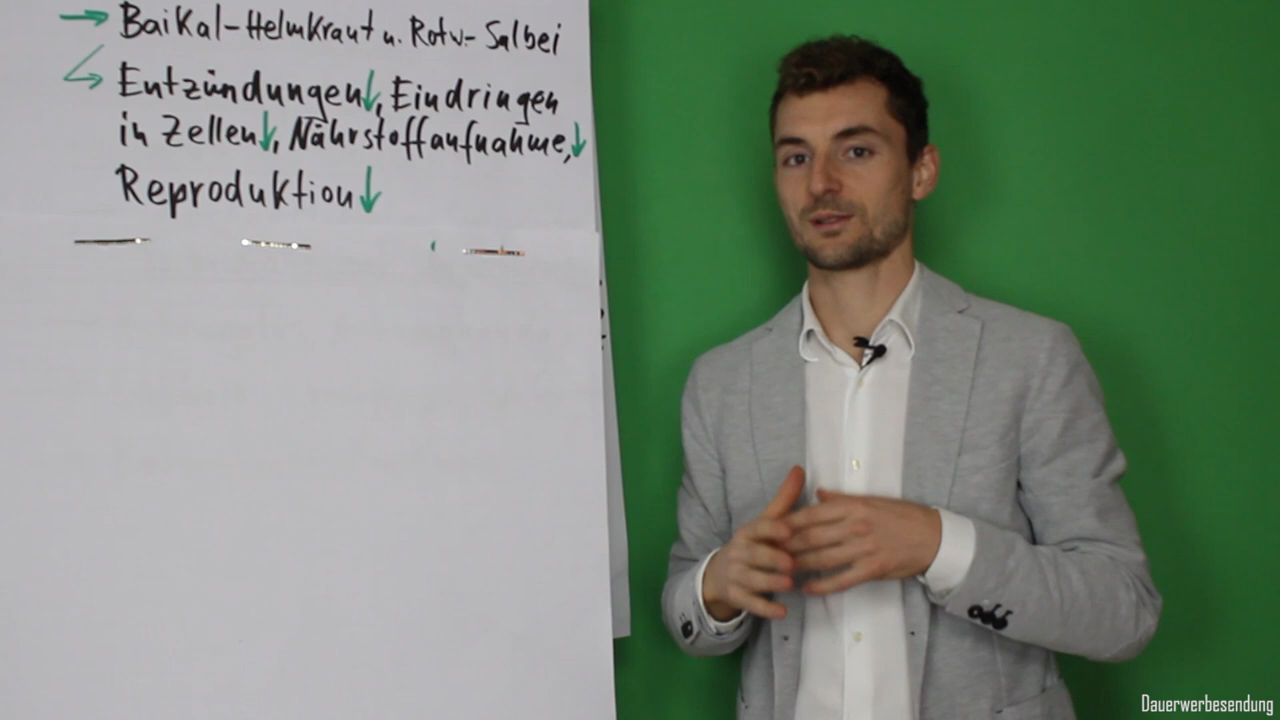 → Baikal-Helmkraut u. Rotw.-Salbei
↳ Entzündungen↓, Eindringen
in Zellen↓, Nährstoffaufnahme,↓
Reproduktion↓
Dauerwerbesendung